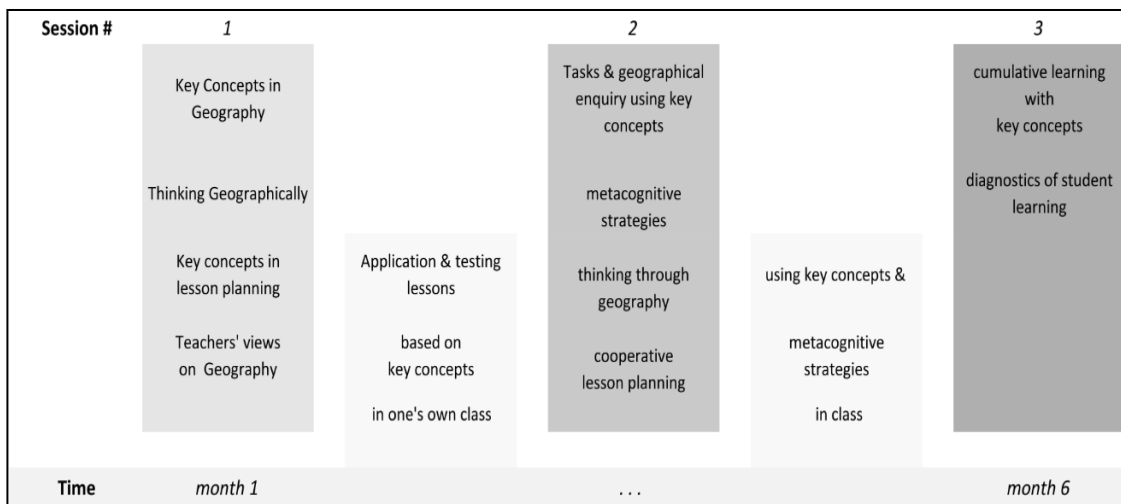 Session #
1
2
3
Key Concepts in
Geography
Thinking Geographically
Key concepts in
lesson planning
Teachers' views
on Geography
Application & testing
lessons
based on
key concepts
in one's own class
Tasks & geographical
enquiry using key
concepts
metacognitive
strategies
thinking through
geography
cooperative
lesson planning
using key concepts &
metacognitive
strategies
in class
cumulative learning
with
key concepts
diagnostics of student
learning
Time
month 1
. . .
month 6